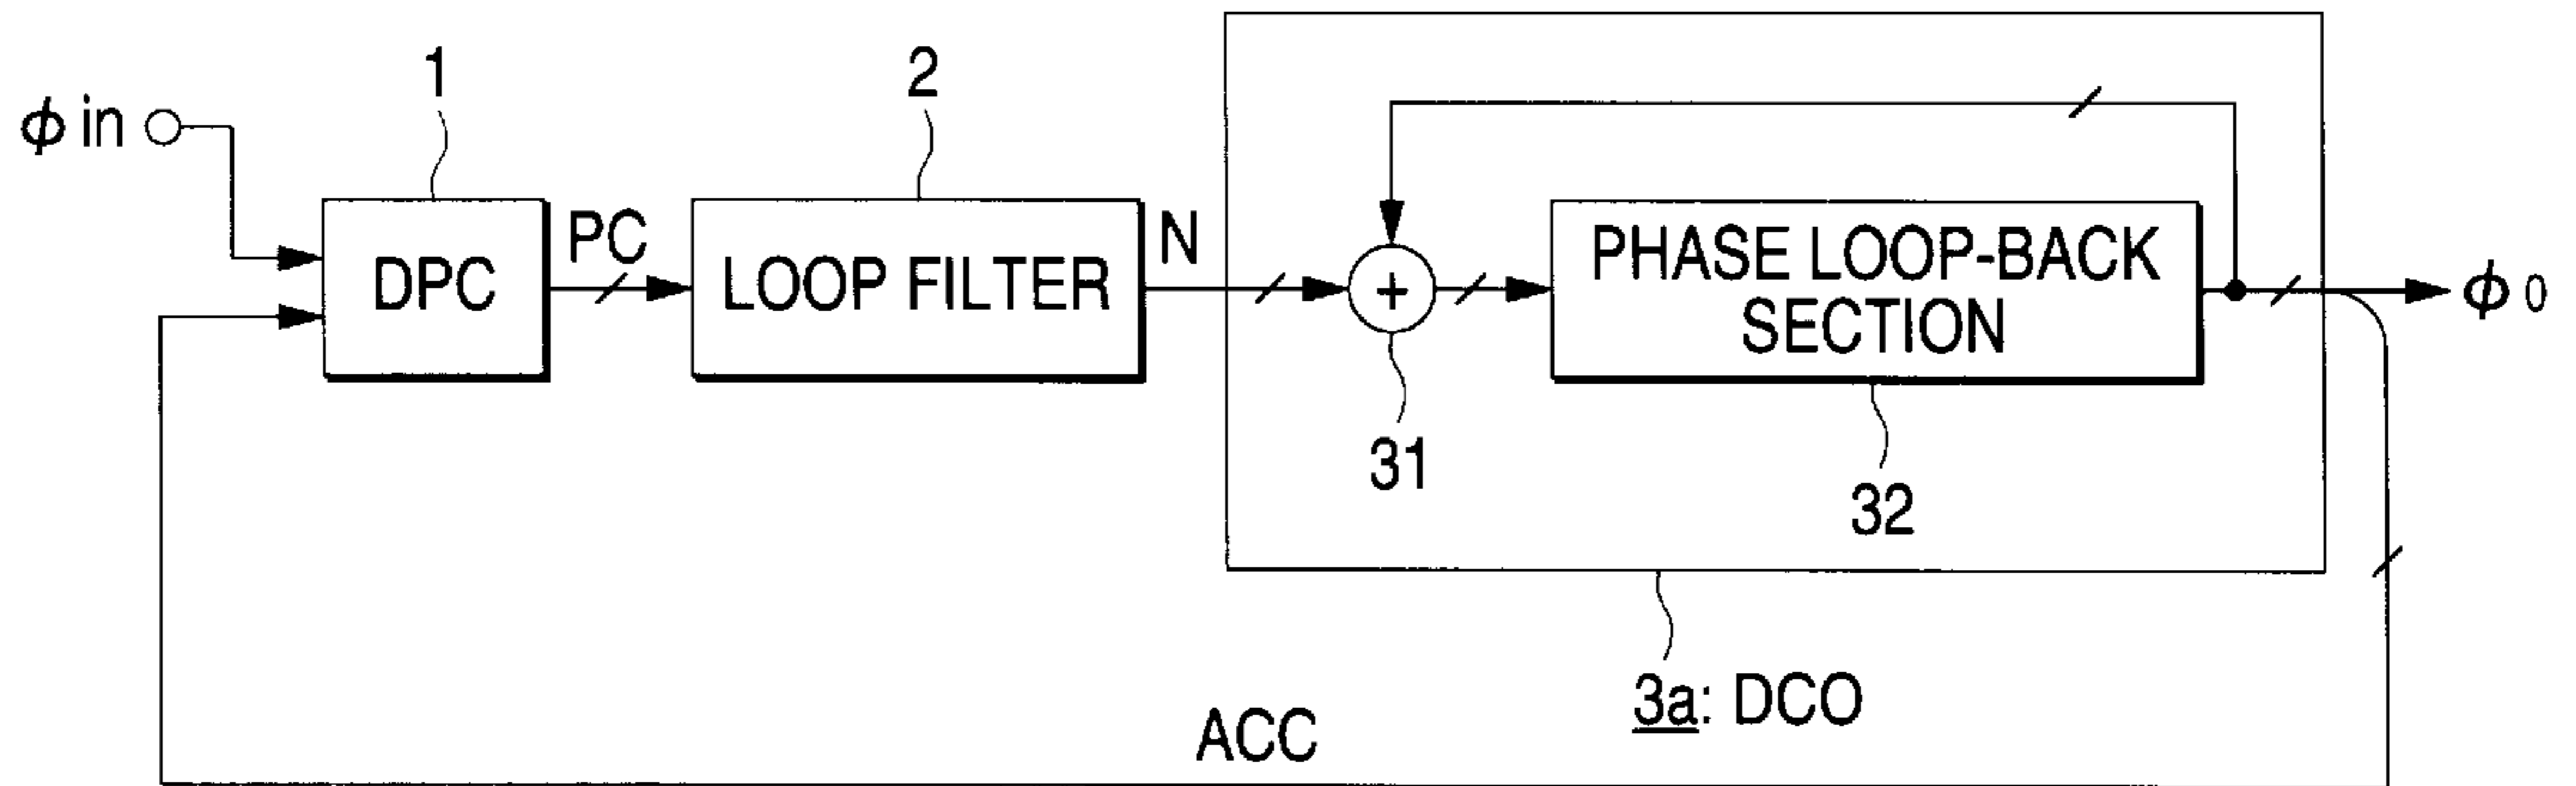 1
2
ϕ in
DPC
PC
LOOP FILTER
N
+
PHASE LOOP-BACK
SECTION
ϕ 0
31
32
3a: DCO
ACC